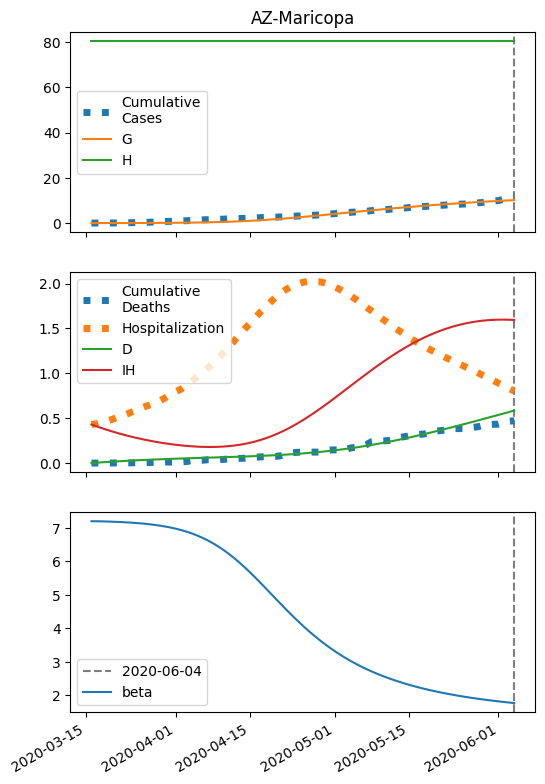 AZ-Maricopa
80
60
40
20
0
Cumulative
Cases
G
H
2.0
1.5
1.0
0.5
0.0
Cumulative
Deaths
Hospitalization
D
IH
7
6
5
4
3
2
2020-06-04
beta
2020-03-15
2020-04-01
2020-04-15
2020-05-01
2020-05-15
2020-06-01